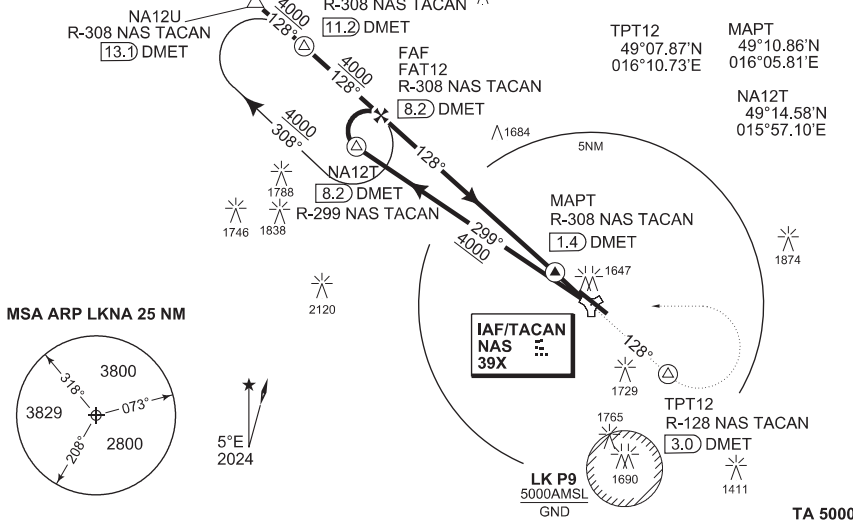 R-308 NAS TACAN
NA12U
R-308 NAS TACAN
13.1 DMET
4000
128°
11.2 DMET
TPT12
49°07.87'N
016°10.73'E
MAPT
49°10.86'N
016°05.81'E
NA12T
49°14.58'N
015°57.10'E
FAF
FAT12
R-308 NAS TACAN
8.2 DMET
4000
128°
4000
308°
1684
5NM
128°
NA12T
8.2 DMET
R-299 NAS TACAN
1788
1746
1838
MAPT
R-308 NAS TACAN
1.4 DMET
299°
4000
1647
1874
2120
MSA ARP LKNA 25 NM
IAF/TACAN
NAS
39X
128°
3800
318°
073°
3829
208°
2800
5°E
2024
1729
TPT12
R-128 NAS TACAN
3.0 DMET
1765
1690
1411
LK P9
5000AMSL
GND
TA 5000